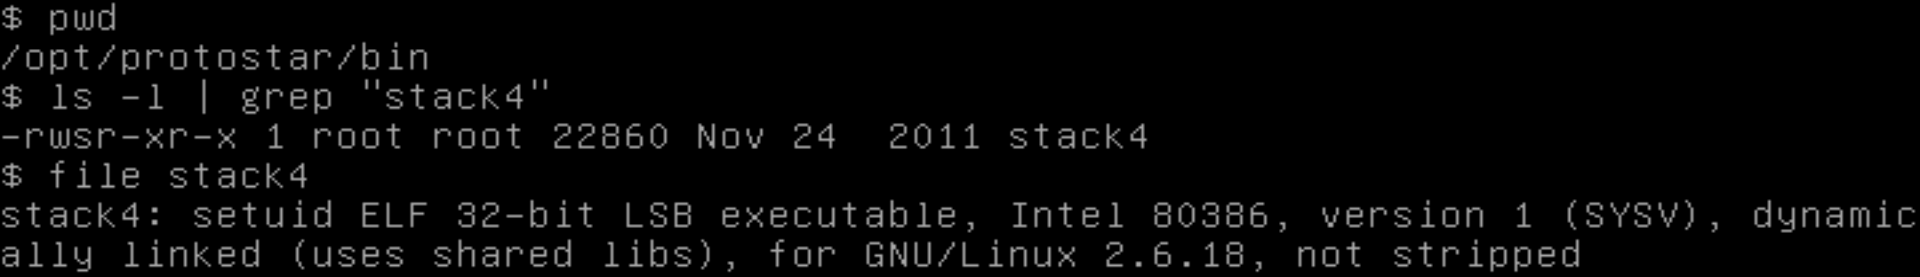 $ pwd
/opt/protostar/bin
$ ls -l | grep "stack4"
-rwsr-xr-x 1 root root 22860 Nov 24  2011 stack4
$ file stack4
stack4: setuid ELF 32-bit LSB executable, Intel 80386, version 1 (SYSV), dynamic
ally linked (uses shared libs), for GNU/Linux 2.6.18, not stripped